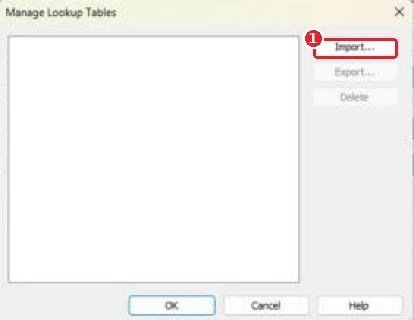 Manage Lookup Tables
1
Import...
Export...
Delete
OK
Cancel
Help